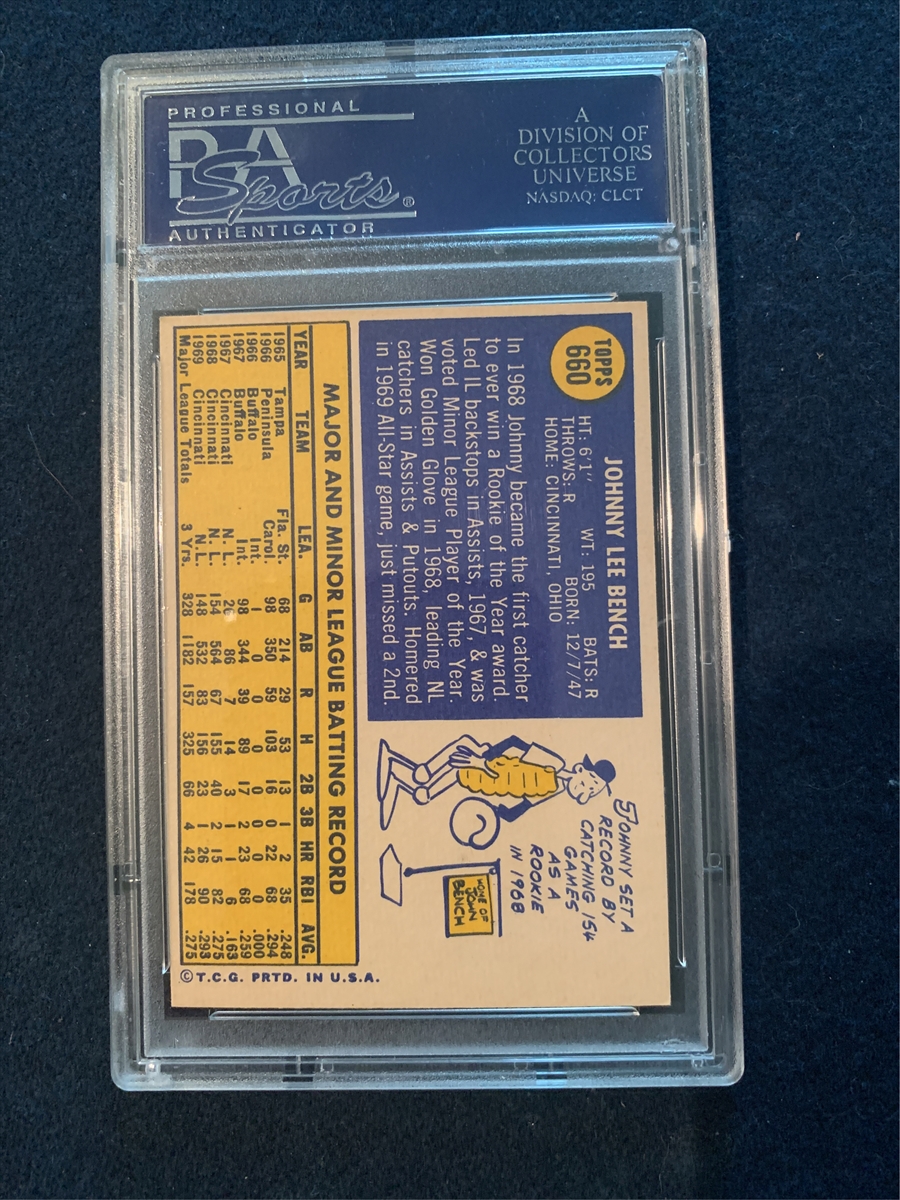 PROFESSIONAL
PSA
Sports®
AUTHENTICATOR
A
DIVISION OF
COLLECTORS
UNIVERSE
NASDAQ: CLCT
TOPPS
660
JOHNNY LEE BENCH
HT: 6'1" WT: 195 BATS: R
THROWS: R BORN: 12/7/47
HOME: CINCINNATI, OHIO
In 1968 Johnny became the first catcher
to ever win a Rookie of the Year award.
Led IL backstops in Assists, 1967, & was
voted Minor League Player of the Year.
Won Golden Glove in 1968, leading NL
catchers in Assists & Putouts. Homered
in 1969 All-Star game, just missed a 2nd.
JOHNNY SET A
RECORD BY
CATCHING 154
GAMES
AS A
ROOKIE
IN 1968
HOME OF
JOHN
BENCH
MAJOR AND MINOR LEAGUE BATTING RECORD
YEAR TEAM LEA. G AB R H 2B 3B HR RBI AVG.
1965 Tampa Fla. St. 68 214 29 53 13 1 2 35 .248
1966 Peninsula Carol. 98 350 59 103 16 0 22 68 .294
1966 Buffalo Int. 1 0 0 0 0 0 0 0 .000
1967 Buffalo Int. 98 344 39 89 17 2 23 68 .259
1967 Cincinnati N. L. 26 86 7 14 3 1 1 6 .163
1968 Cincinnati N. L. 154 564 67 155 40 2 15 82 .275
1969 Cincinnati N.L. 148 532 83 156 23 1 26 90 .293
Major League Totals 3 Yrs. 328 1182 157 325 66 4 42 178 .275
© T.C.G. PRTD. IN U.S.A.